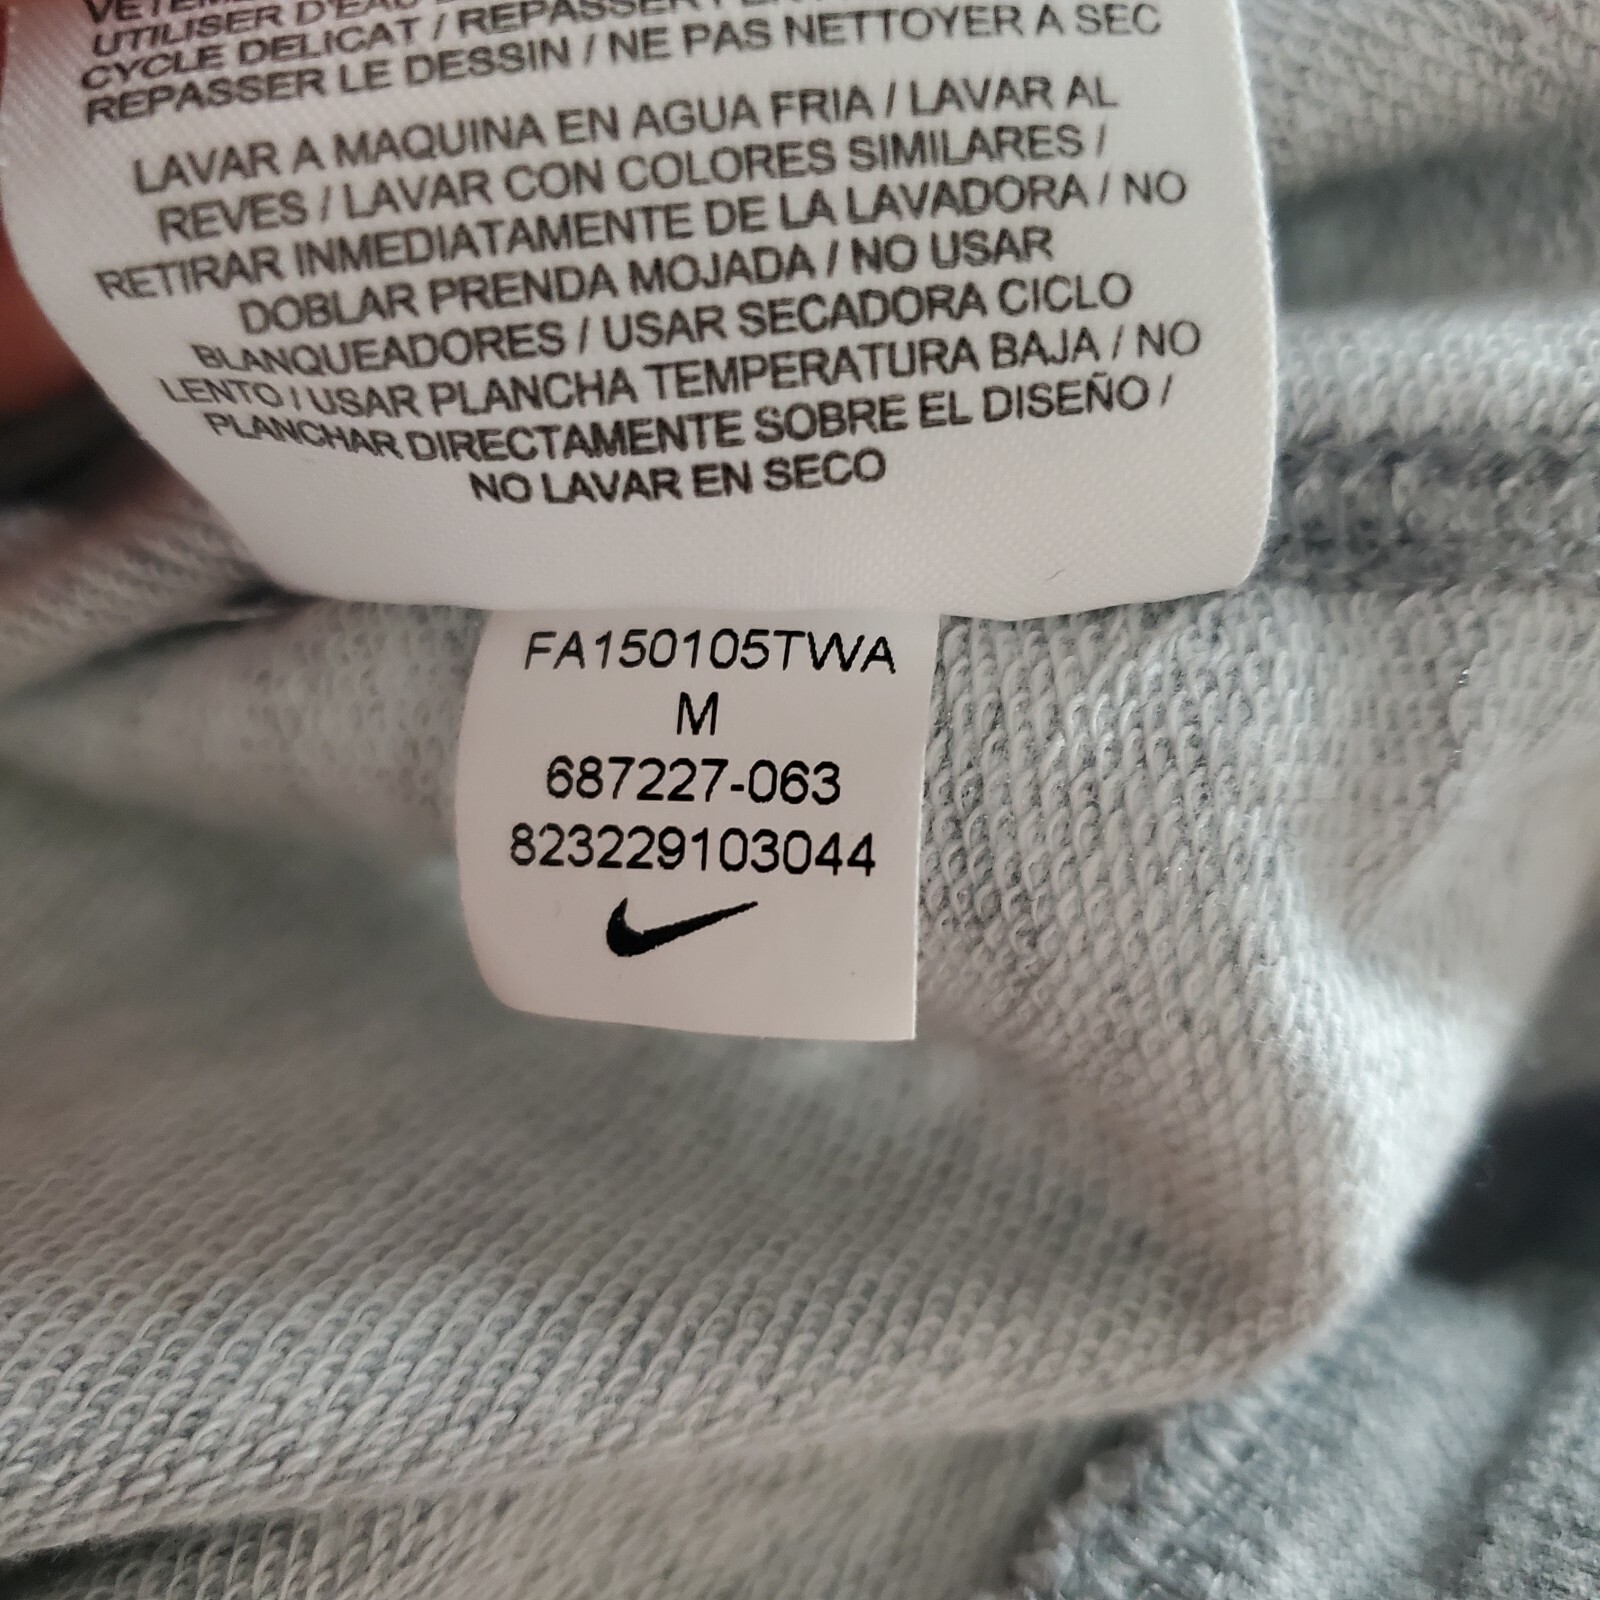 UTILISER D'EAU
CYCLE DELICAT / REPASSER
REPASSER LE DESSIN / NE PAS NETTOYER A SEC
LAVAR A MAQUINA EN AGUA FRIA / LAVAR AL
REVES / LAVAR CON COLORES SIMILARES /
RETIRAR INMEDIATAMENTE DE LA LAVADORA / NO
DOBLAR PRENDA MOJADA / NO USAR
BLANQUEADORES / USAR SECADORA CICLO
LENTO / USAR PLANCHA TEMPERATURA BAJA / NO
PLANCHAR DIRECTAMENTE SOBRE EL DISEÑO /
NO LAVAR EN SECO
FA150105TWA
M
687227-063
823229103044